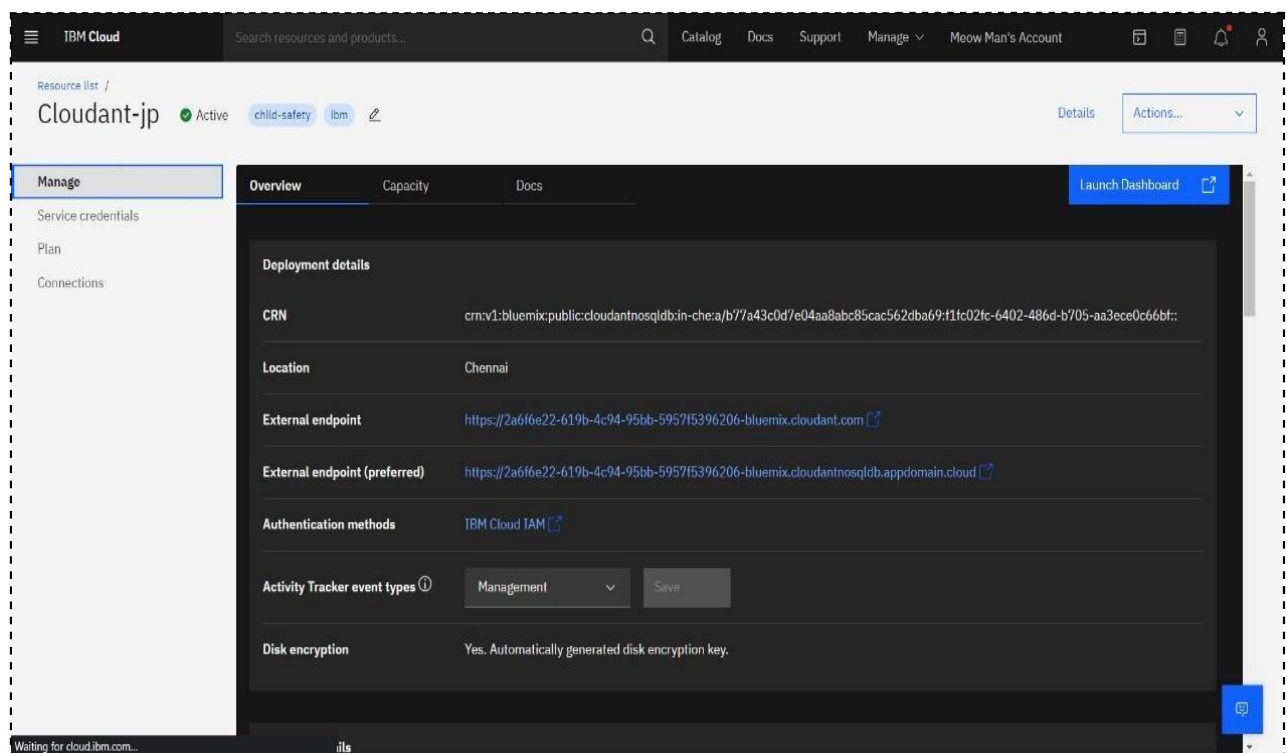 IBM Cloud
Search resources and products...
Catalog
Docs
Support
Manage
Meow Man's Account
Resource list /
Cloudant-jp
Active
child-safety
ibm
Details
Actions...
Manage
Service credentials
Plan
Connections
Overview
Capacity
Docs
Launch Dashboard
Deployment details
CRN
crn:v1:bluemix:public:cloudantnosqldb:in-che:a/b77a43c0d7e04aa8abc85cac562dba69:f1fc02fc-6402-486d-b705-aa3ece0c66bf::
Location
Chennai
External endpoint
https://2a6f6e22-619b-4c94-95bb-5957f5396206-bluemix.cloudant.com
External endpoint (preferred)
https://2a6f6e22-619b-4c94-95bb-5957f5396206-bluemix.cloudantnosqldb.appdomain.cloud
Authentication methods
IBM Cloud IAM
Activity Tracker event types
Management
Save
Disk encryption
Yes. Automatically generated disk encryption key.
Waiting for cloud.ibm.com...
ils